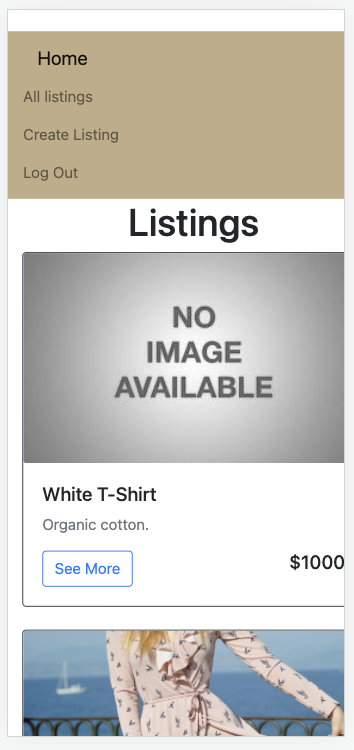 Home
All listings
Create Listing
Log Out
Listings
NO
IMAGE
AVAILABLE
White T-Shirt
Organic cotton.
See More
$1000